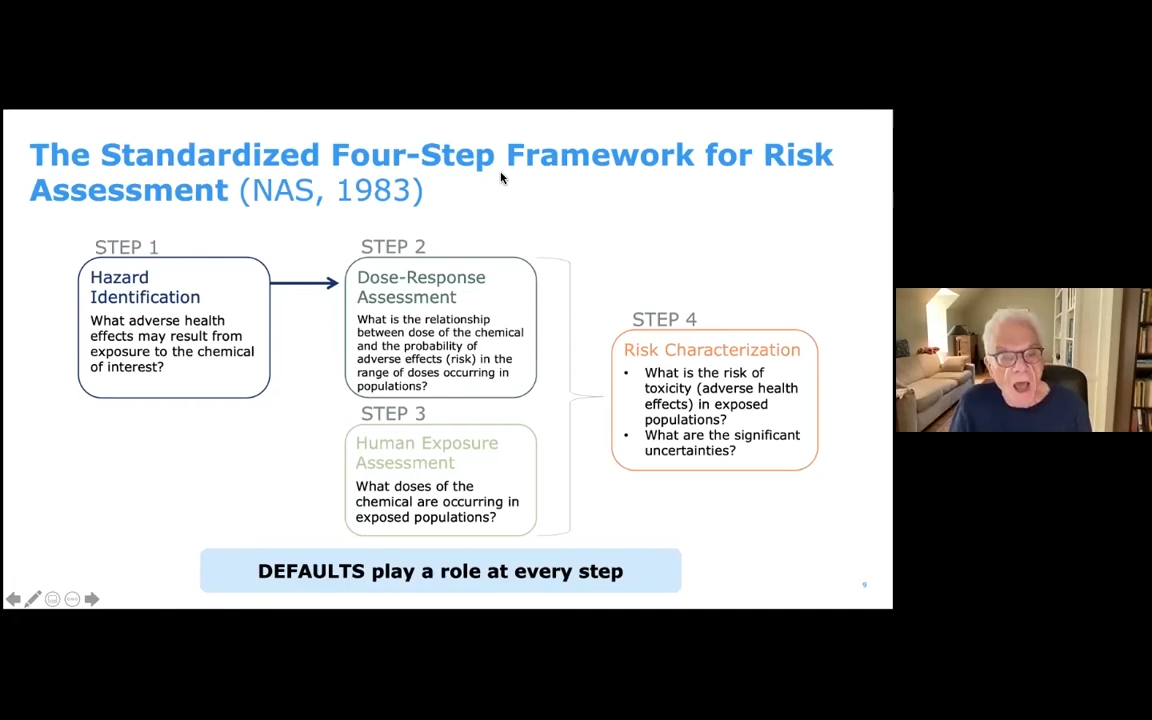 The Standardized Four-Step Framework for Risk
Assessment (NAS, 1983)
STEP 1
Hazard
Identification
What adverse health
effects may result from
exposure to the chemical
of interest?
STEP 2
Dose-Response
Assessment
What is the relationship
between dose of the chemical
and the probability of
adverse effects (risk) in the
range of doses occurring in
populations?
STEP 3
Human Exposure
Assessment
What doses of the
chemical are occurring in
exposed populations?
STEP 4
Risk Characterization
• What is the risk of
toxicity (adverse health
effects) in exposed
populations?
• What are the significant
uncertainties?
DEFAULTS play a role at every step
9